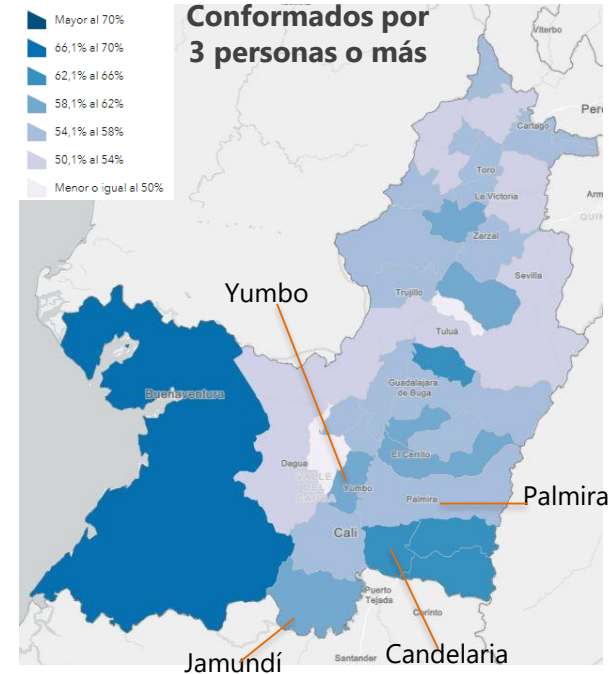 Conformados por
3 personas o más
Mayor al 70%
66,1% al 70%
62,1% al 66%
58,1% al 62%
54,1% al 58%
50,1% al 54%
Menor o igual al 50%
Viterbo
Cartago
Toro
La Victoria
Zarzal
Sevilla
Trujillo
Tuluá
Yumbo
Buenaventura
Guadalajara
de Buga
El Cerrito
Dagua
VALLE
DEL
CAUCA
Yumbo
Palmira
Palmira
Cali
Puerto
Tejada
Corinto
Jamundí
Santander
Candelaria